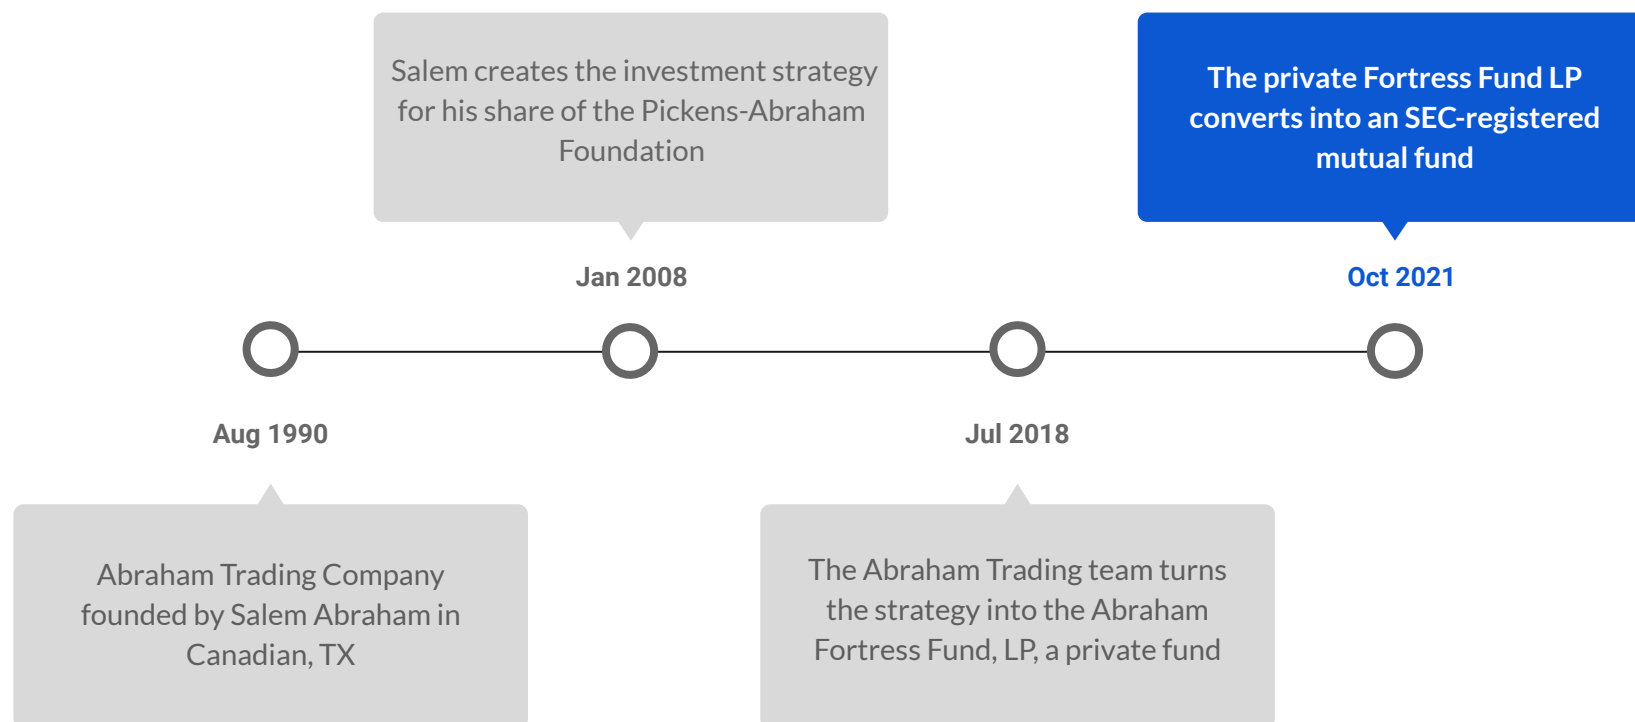 Salem creates the investment strategy
for his share of the Pickens-Abraham
Foundation
The private Fortress Fund LP
converts into an SEC-registered
mutual fund
Jan 2008
Oct 2021
Aug 1990
Jul 2018
Abraham Trading Company
founded by Salem Abraham in
Canadian, TX
The Abraham Trading team turns
the strategy into the Abraham
Fortress Fund, LP, a private fund